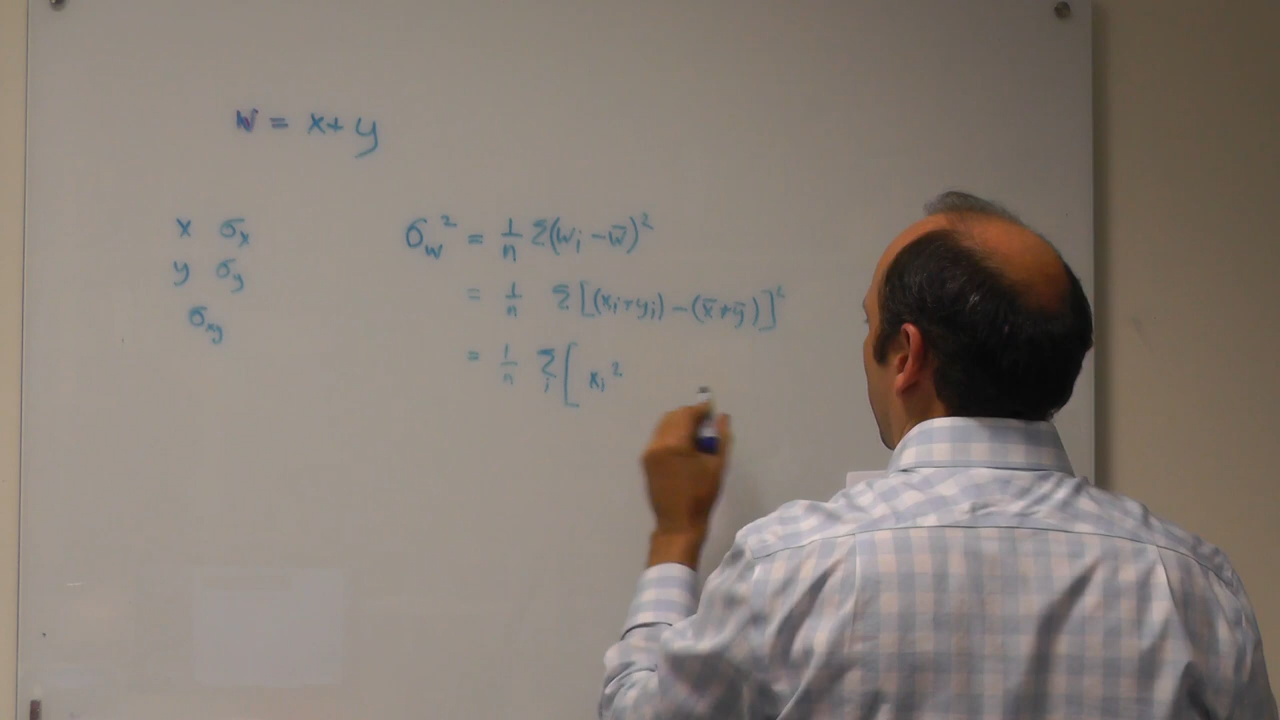 w = x + y
x σx
y σy
σxy
σw² = 1/n Σ(wᵢ - w̄)²
= 1/n Σ[(xᵢ+yᵢ) - (x̄+ȳ)]²
= 1/n Σᵢ[ xᵢ²